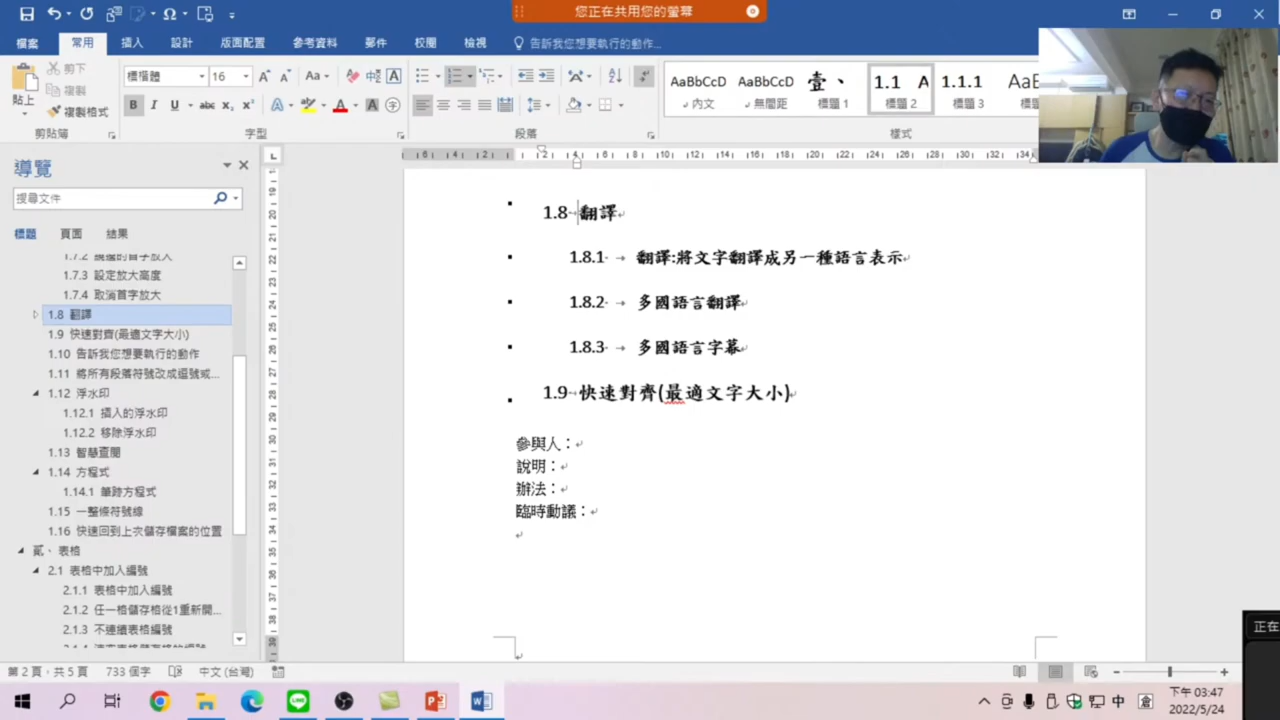 您正在共用您的螢幕
檔案 常用 插入 設計 版面配置 參考資料 郵件 校閱 檢視 告訴我您想要執行的動作...
貼上
剪下
複製
複製格式
剪貼簿
標楷體 16
字型
段落
AaBbCcD 內文
AaBbCcD 無間距
壹、 標題 1
1.1 A 標題 2
1.1.1 標題 3
樣式
導覽
搜尋文件
標題 頁面 結果
1.7.3 設定放大高度
1.7.4 取消首字放大
1.8 翻譯
1.9 快速對齊(最適文字大小)
1.10 告訴我您想要執行的動作
1.11 將所有段落符號改成逗號或...
1.12 浮水印
1.12.1 插入的浮水印
1.12.2 移除浮水印
1.13 智慧查閱
1.14 方程式
1.14.1 筆跡方程式
1.15 一整條符號線
1.16 快速回到上次儲存檔案的位置
貳、表格
2.1 表格中加入編號
2.1.1 表格中加入編號
2.1.2 任一格儲存格從1重新開...
2.1.3 不連續表格編號
1.8 翻譯
1.8.1 翻譯:將文字翻譯成另一種語言表示
1.8.2 多國語言翻譯
1.8.3 多國語言字幕
1.9 快速對齊(最適文字大小)
參與人：
說明：
辦法：
臨時動議：
正在
第 2 頁，共 5 頁 733 個字 中文 (台灣)
中 倉
下午 03:47
2022/5/24